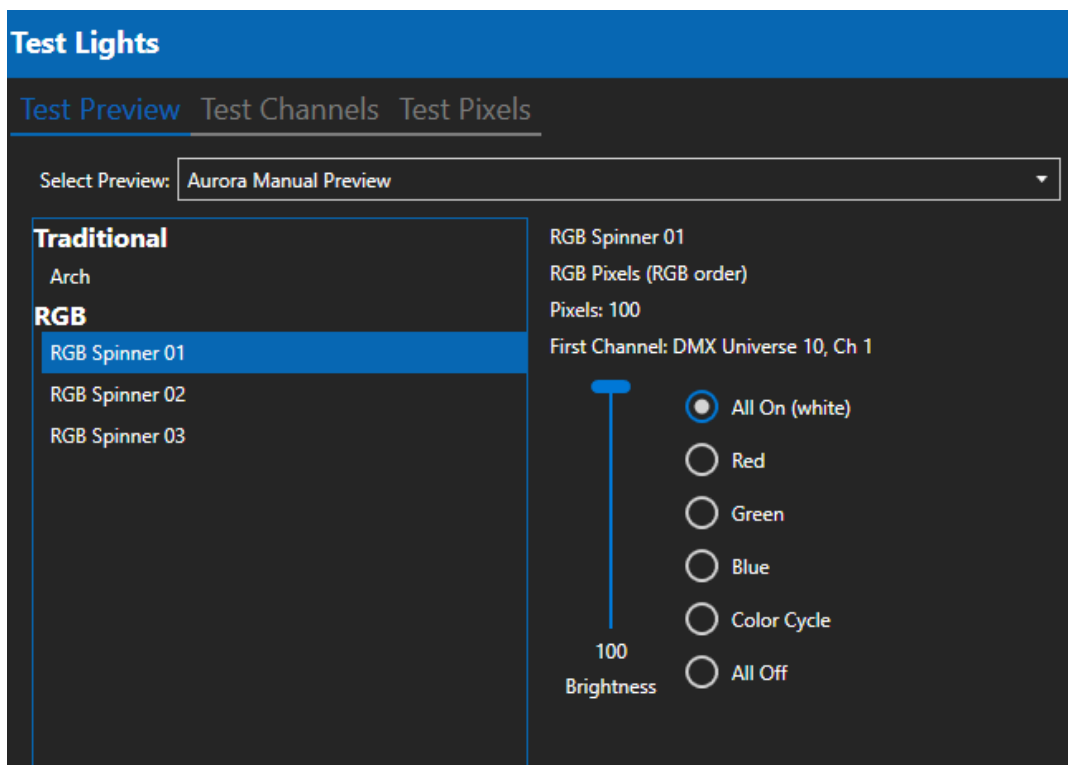 Test Lights
Test Preview Test Channels Test Pixels
Select Preview: Aurora Manual Preview
Traditional
Arch
RGB
RGB Spinner 01
RGB Spinner 02
RGB Spinner 03
RGB Spinner 01
RGB Pixels (RGB order)
Pixels: 100
First Channel: DMX Universe 10, Ch 1
All On (white)
Red
Green
Blue
Color Cycle
All Off
100
Brightness